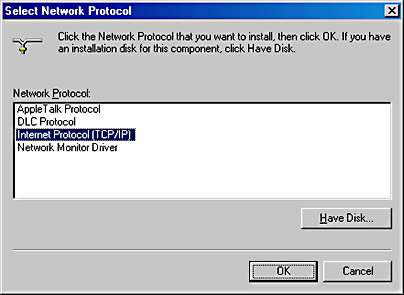 Select Network Protocol
Click the Network Protocol that you want to install, then click OK. If you have
an installation disk for this component, click Have Disk.
Network Protocol:
AppleTalk Protocol
DLC Protocol
Internet Protocol (TCP/IP)
Network Monitor Driver
Have Disk...
OK
Cancel